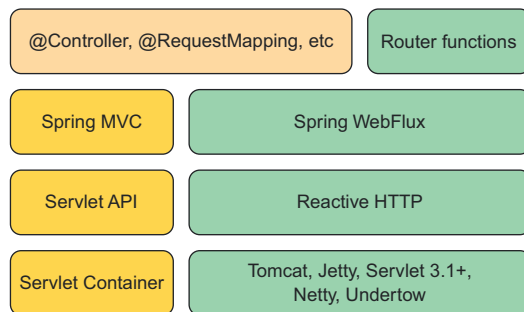 @Controller, @RequestMapping, etc
Router functions
Spring MVC
Spring WebFlux
Servlet API
Reactive HTTP
Servlet Container
Tomcat, Jetty, Servlet 3.1+,
Netty, Undertow